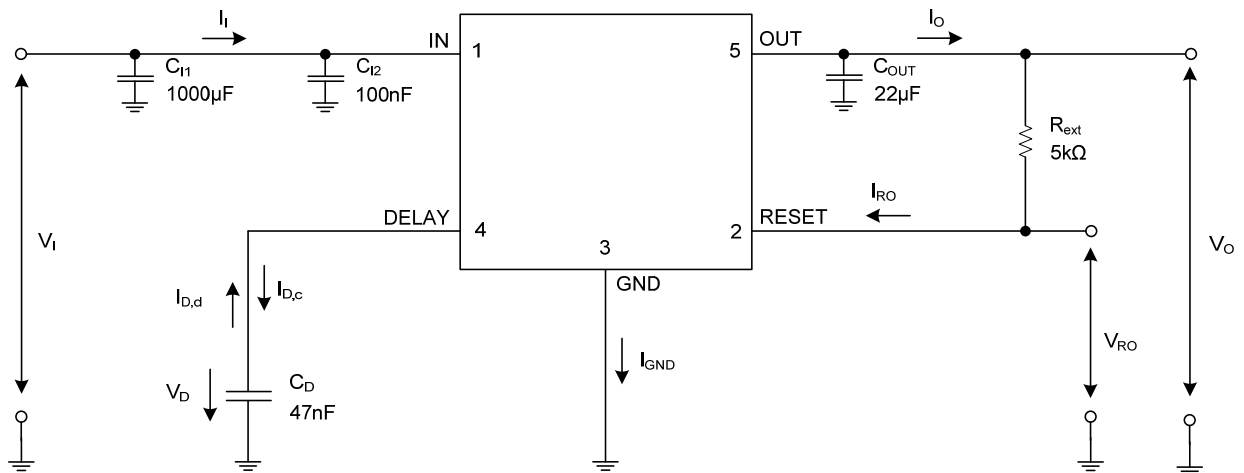 I_I
I_O
IN
1
5
OUT
C_I1
1000µF
C_I2
100nF
C_OUT
22µF
R_ext
5kΩ
I_RO
DELAY
4
3
2
RESET
V_I
GND
V_O
I_D,d
I_D,c
V_RO
I_GND
V_D
C_D
47nF